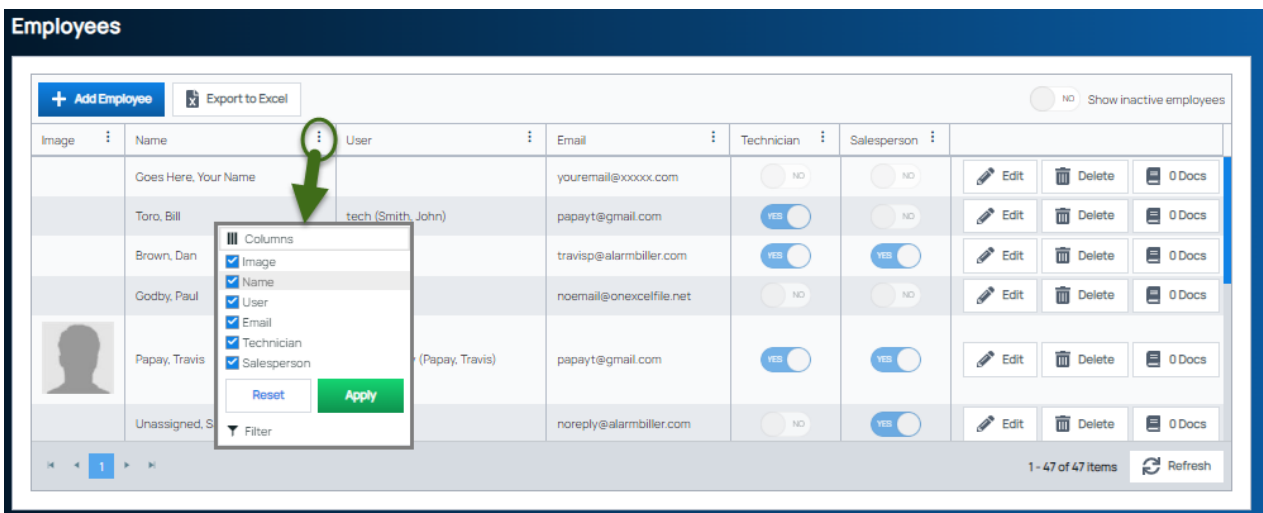 Employees
+ Add Employee Export to Excel NO Show inactive employees
Image Name User Email Technician Salesperson
Goes Here, Your Name youremail@xxxxx.com NO NO Edit Delete 0 Docs
Toro, Bill tech (Smith, John) papayt@gmail.com YES NO Edit Delete 0 Docs
Columns
Brown, Dan travisp@alarmbiller.com YES YES Edit Delete 0 Docs
Image
Name
Godby, Paul noemail@onexcelfile.net NO NO Edit Delete 0 Docs
User
Email
Technician
Papay, Travis (Papay, Travis) papayt@gmail.com YES YES Edit Delete 0 Docs
Salesperson
Reset Apply
Unassigned, S noreply@alarmbiller.com NO YES Edit Delete 0 Docs
Filter
1 1 - 47 of 47 items Refresh